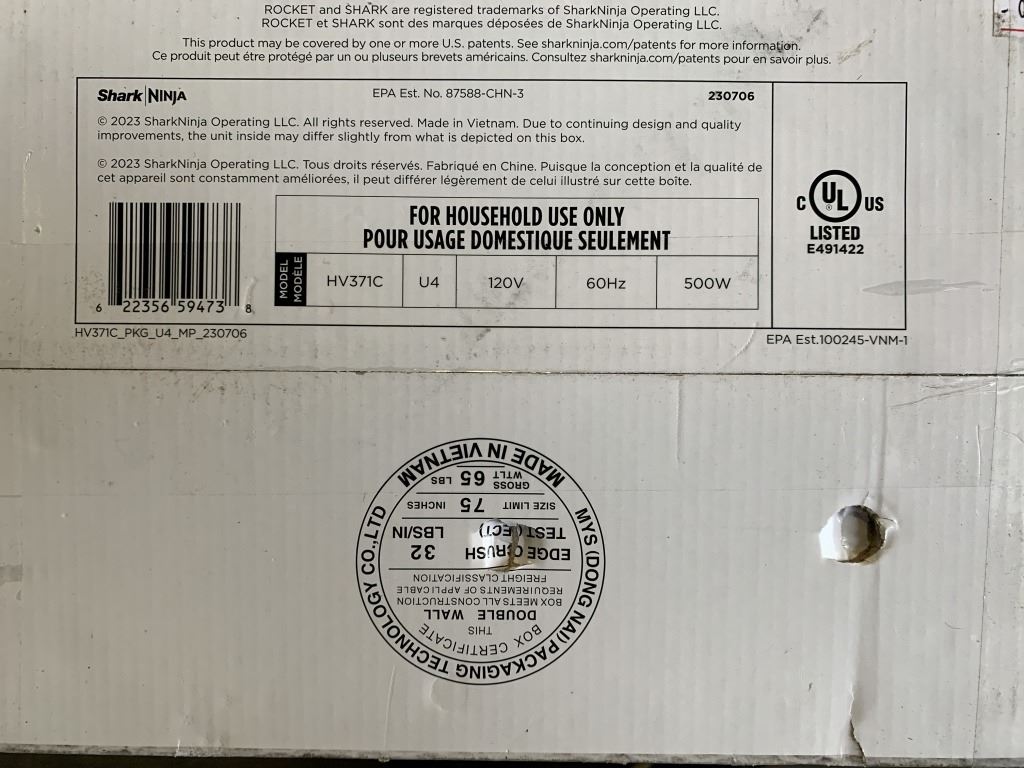 ROCKET and SHARK are registered trademarks of SharkNinja Operating LLC.
ROCKET et SHARK sont des marques déposées de SharkNinja Operating LLC.
This product may be covered by one or more U.S. patents. See sharkninja.com/patents for more information.
Ce produit peut étre protégé par un ou pluseurs brevets américains. Consultez sharkninja.com/patents pour en savoir plus.
Shark NINJA
EPA Est. No. 87588-CHN-3
230706
© 2023 SharkNinja Operating LLC. All rights reserved. Made in Vietnam. Due to continuing design and quality
improvements, the unit inside may differ slightly from what is depicted on this box.
© 2023 SharkNinja Operating LLC. Tous droits réservés. Fabriqué en Chine. Puisque la conception et la qualité de
cet appareil sont constamment améliorées, il peut différer légèrement de celui illustré sur cette boîte.
FOR HOUSEHOLD USE ONLY
POUR USAGE DOMESTIQUE SEULEMENT
MODEL
MODÈLE
HV371C U4 120V 60Hz 500W
6 22356 59473 8
C UL US
LISTED
E491422
HV371C_PKG_U4_MP_230706
EPA Est.100245-VNM-1
BOX CERTIFICATE
THIS
DOUBLE WALL
BOX MEETS ALL CONSTRUCTION
REQUIREMENTS OF APPLICABLE
FREIGHT CLASSIFICATION
EDGE CRUSH
TEST (ECT)
32 LBS/IN
SIZE LIMIT 75 INCHES
GROSS
WTLT 65 LBS
MYS (DONG NAI) PACKAGING TECHNOLOGY CO.,LTD
MADE IN VIETNAM